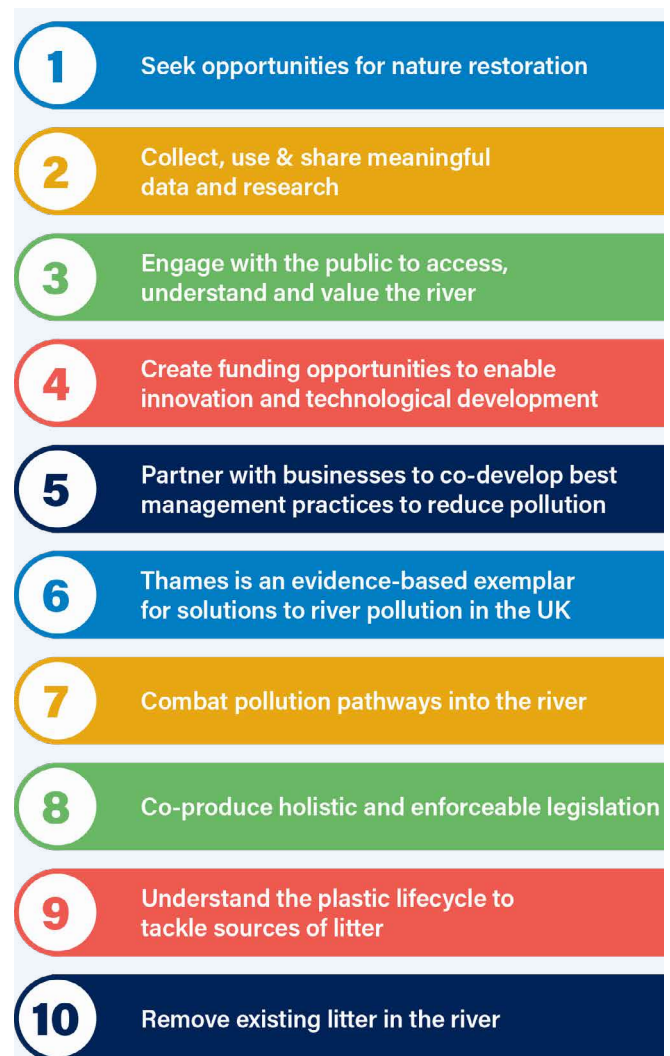 1
Seek opportunities for nature restoration
2
Collect, use & share meaningful
data and research
3
Engage with the public to access,
understand and value the river
4
Create funding opportunities to enable
innovation and technological development
5
Partner with businesses to co-develop best
management practices to reduce pollution
6
Thames is an evidence-based exemplar
for solutions to river pollution in the UK
7
Combat pollution pathways into the river
8
Co-produce holistic and enforceable legislation
9
Understand the plastic lifecycle to
tackle sources of litter
10
Remove existing litter in the river